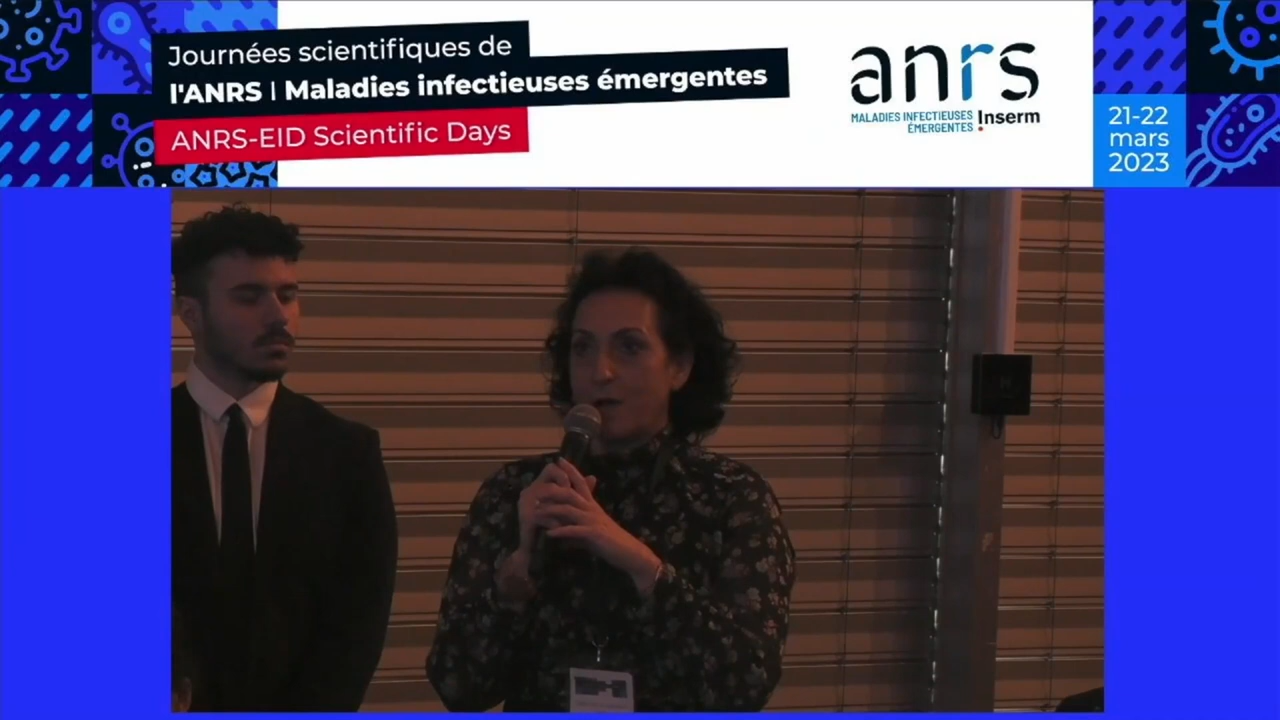 Journées scientifiques de
l'ANRS | Maladies infectieuses émergentes
ANRS-EID Scientific Days
anrs
MALADIES INFECTIEUSES
ÉMERGENTES Inserm
21-22
mars
2023